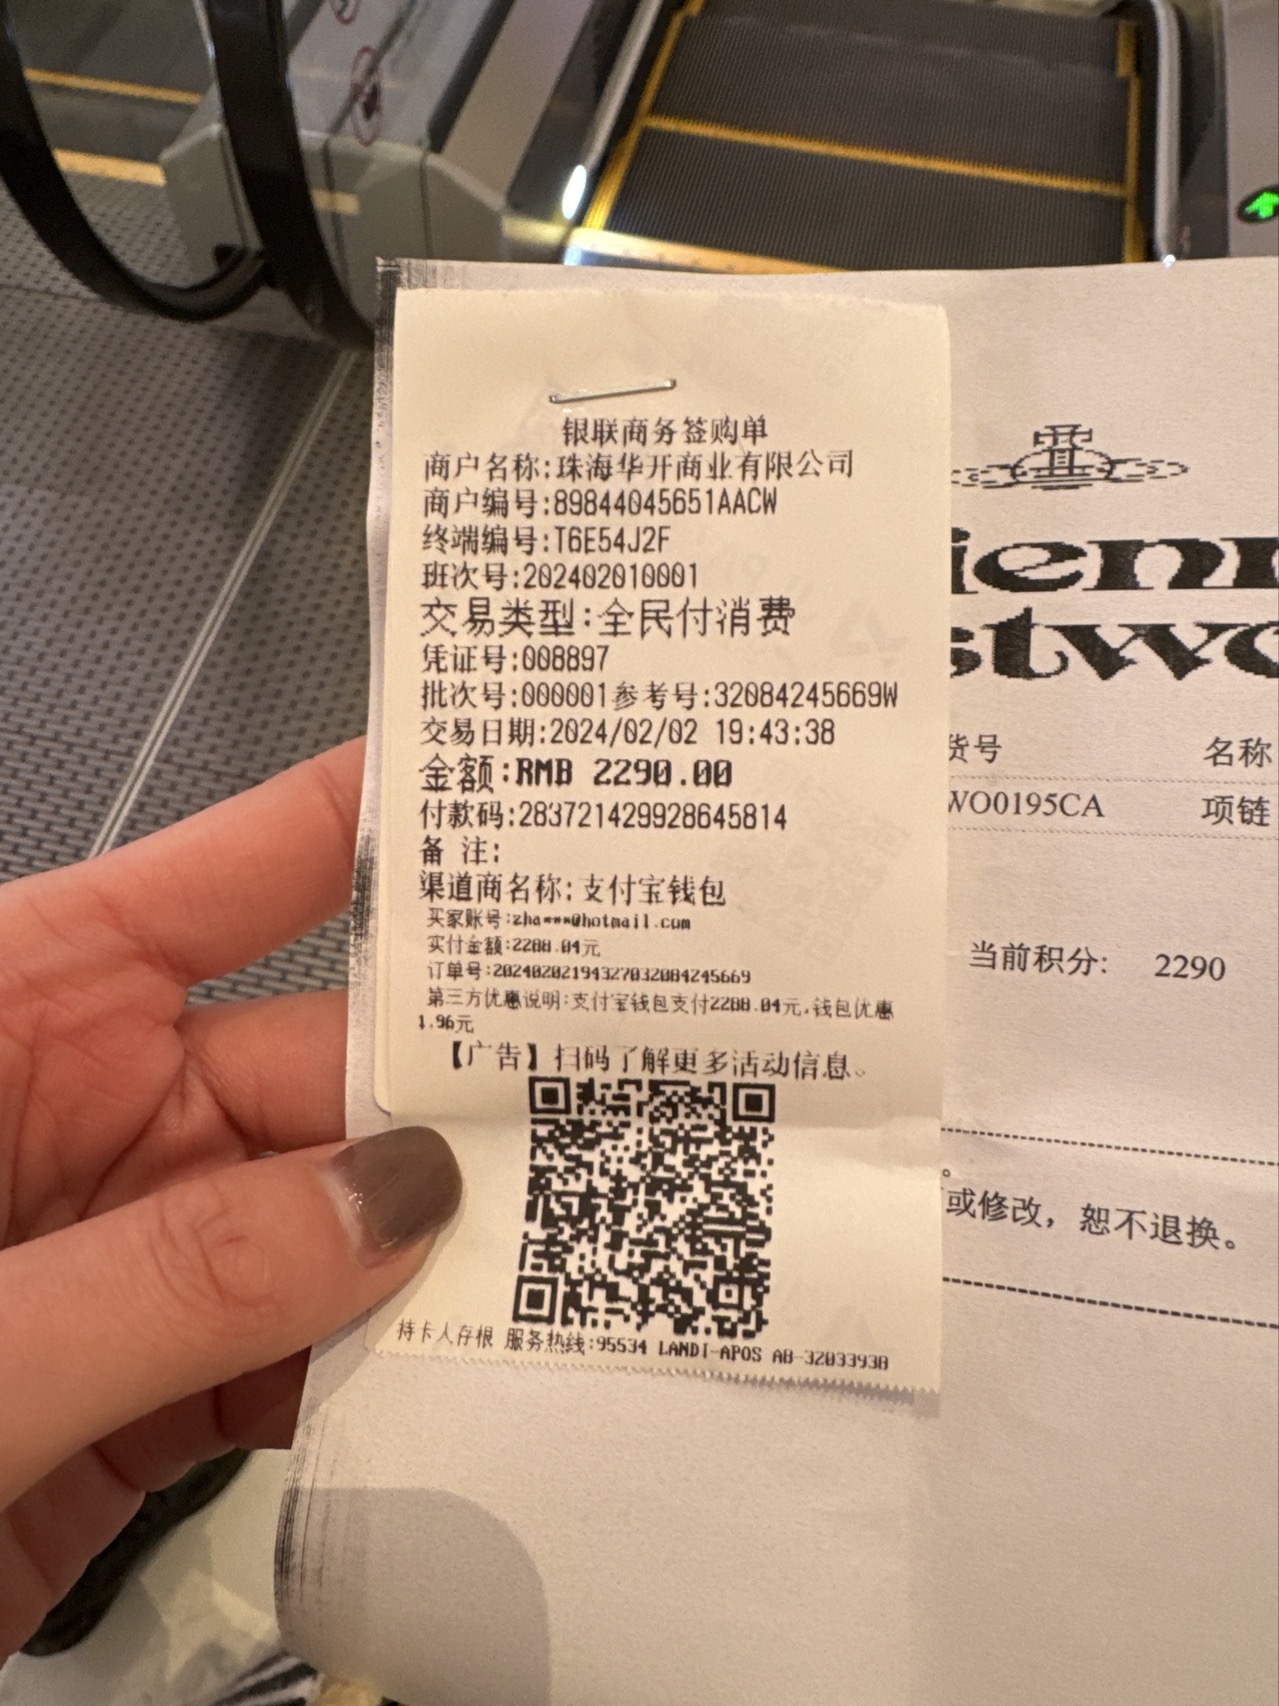 银联商务签购单
商户名称:珠海华开商业有限公司
商户编号:89844045651AACW
终端编号:T6E54J2F
班次号:202402010001
交易类型:全民付消费
凭证号:008897
批次号:000001参考号:32084245669W
交易日期:2024/02/02 19:43:38
金额:RMB 2290.00
付款码:283721429928645814
备 注:
渠道商名称:支付宝钱包
买家账号:zha***@hotmail.com
实付金额:2288.04元
订单号:20240202194327032084245669
第三方优惠说明:支付宝钱包支付2288.04元,钱包优惠
1.96元
【广告】扫码了解更多活动信息。
持卡人存根 服务热线:95534 LANDI-APOS A8-32033938
ienn
stwo
货号 名称
WO0195CA 项链
当前积分: 2290
。
或修改，恕不退换。